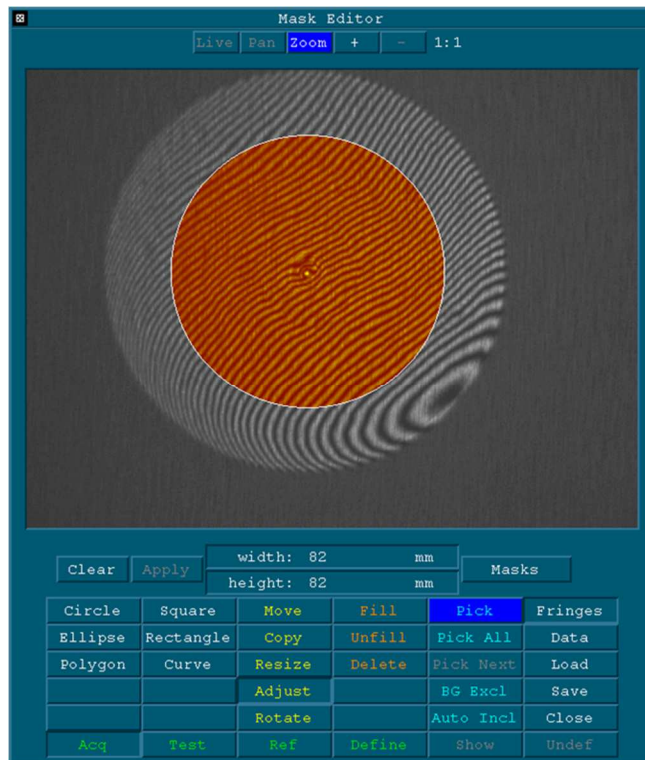 Mask Editor
Live Pan Zoom + - 1:1
width: 82 mm
Clear Apply Masks
height: 82 mm
Circle Square Move Fill Pick Fringes
Ellipse Rectangle Copy Unfill Pick All Data
Polygon Curve Resize Delete Pick Next Load
Adjust BG Excl Save
Rotate Auto Incl Close
Acq Test Ref Define Show Undef